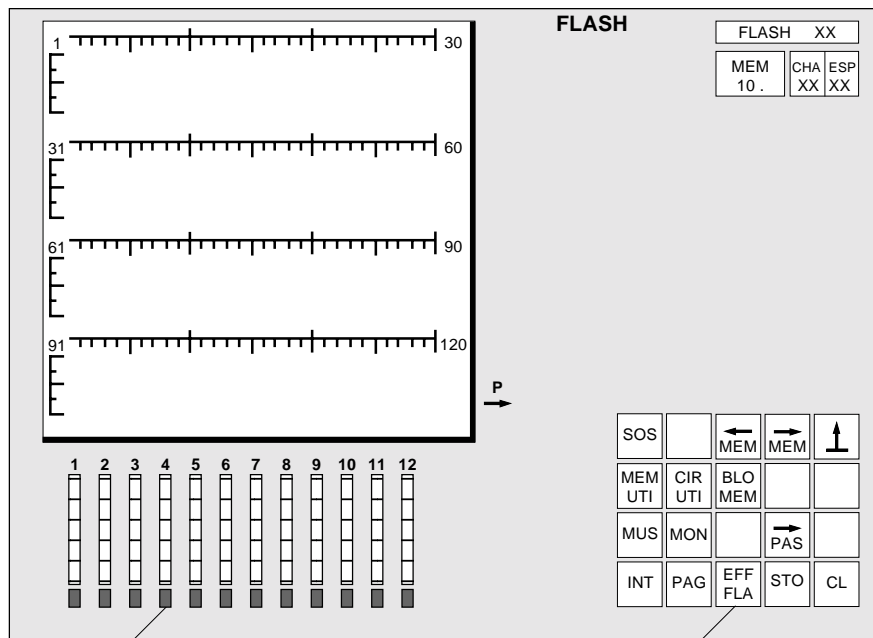 FLASH
FLASH XX
MEM
10 .
CHA
XX
ESP
XX
1
30
31
60
61
90
91
120
P
1 2 3 4 5 6 7 8 9 10 11 12
SOS
MEM
MEM
MEM
UTI
CIR
UTI
BLO
MEM
MUS
MON
PAS
INT
PAG
EFF
FLA
STO
CL